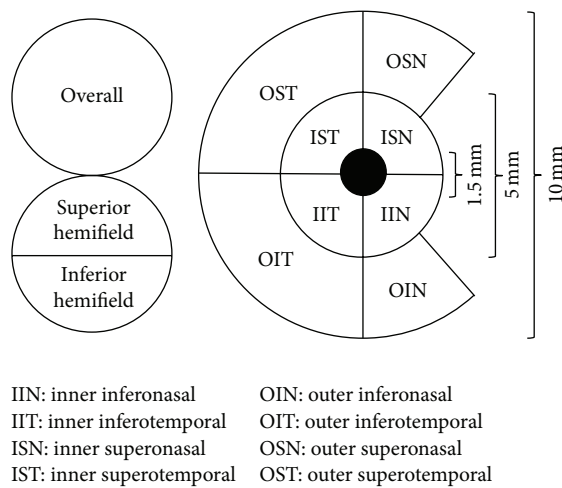 Overall
Superior
hemifield
Inferior
hemifield
OST
OSN
IST
ISN
IIT
IIN
OIT
OIN
1.5 mm
5 mm
10 mm
IIN: inner inferonasal
IIT: inner inferotemporal
ISN: inner superonasal
IST: inner superotemporal
OIN: outer inferonasal
OIT: outer inferotemporal
OSN: outer superonasal
OST: outer superotemporal